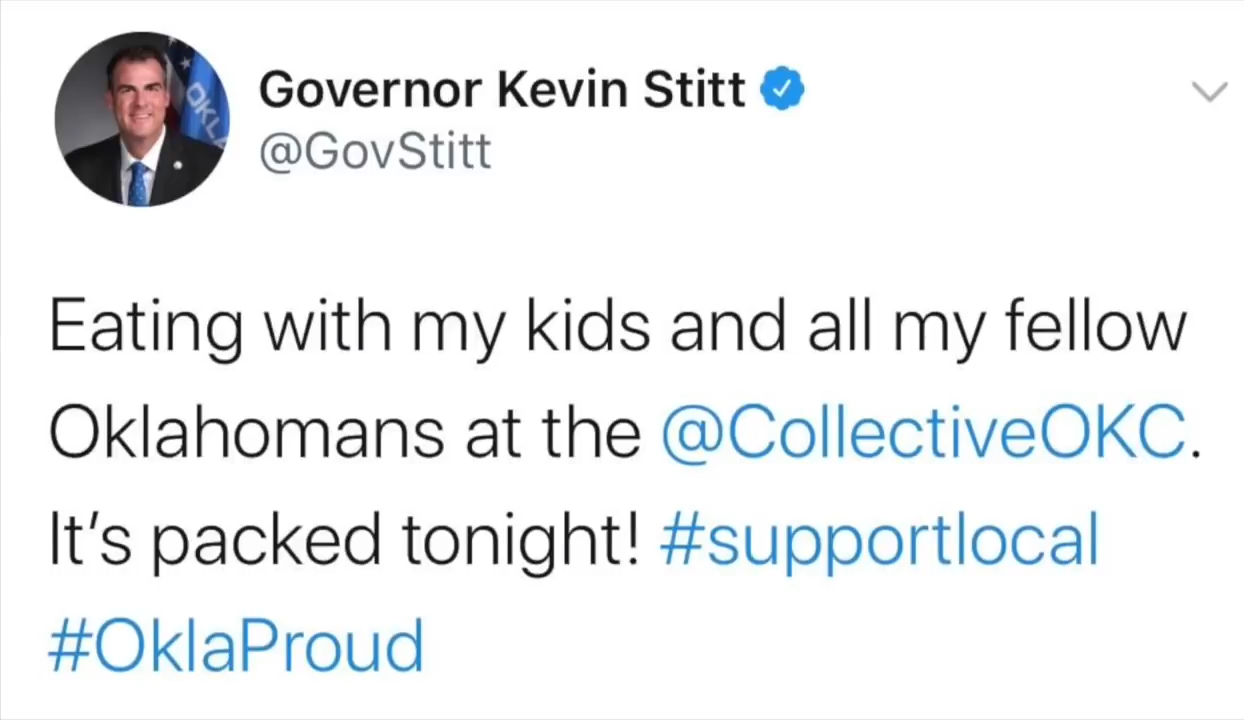 Governor Kevin Stitt
@GovStitt
Eating with my kids and all my fellow
Oklahomans at the @CollectiveOKC.
It's packed tonight! #supportlocal
#OklaProud
OKLA